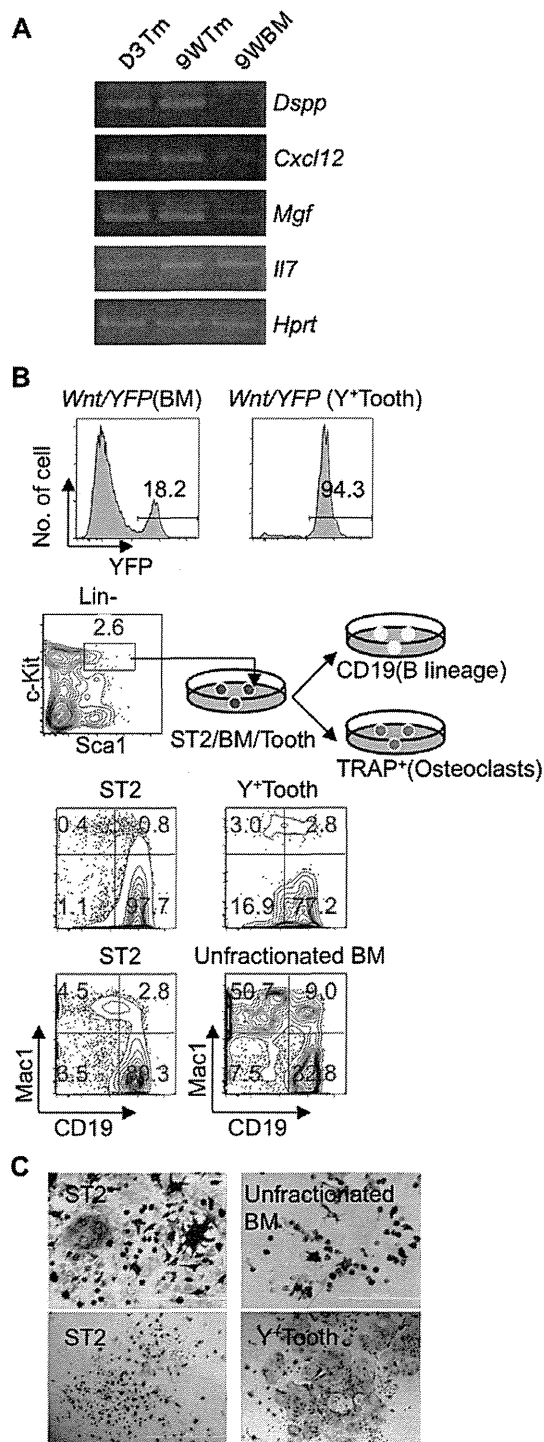 A
D3Tm 9WTm 9WBM
Dspp
Cxcl12
Mgf
Il7
Hprt
B
Wnt/YFP(BM) Wnt/YFP (Y+Tooth)
No. of cell
18.2 94.3
YFP
Lin-
2.6
c-Kit
Sca1
ST2/BM/Tooth
CD19(B lineage)
TRAP+(Osteoclasts)
ST2 Y+Tooth
0.4 0.8 3.0 2.8
1.1 97.7 16.9 77.2
ST2 Unfractionated BM
4.5 2.8 50.7 9.0
7.5
Mac1 Mac1
CD19 CD19
C
ST2 Unfractionated
BM
ST2 Y+Tooth